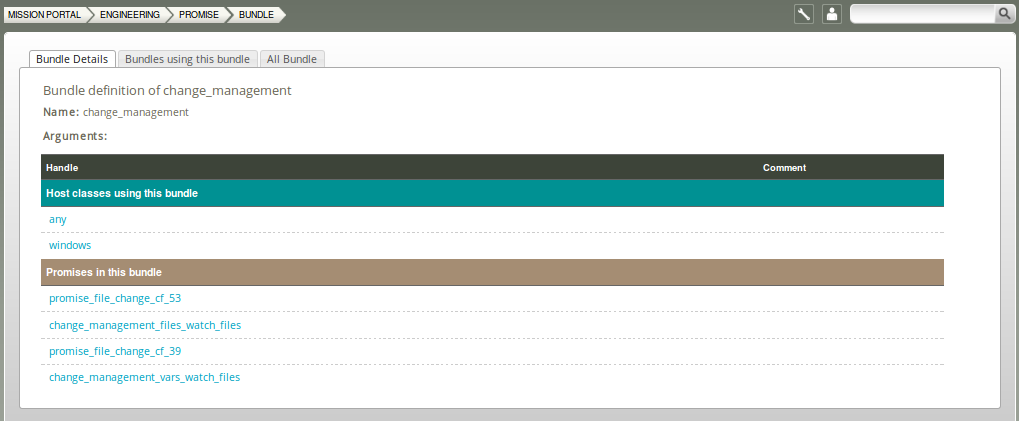 MISSION PORTAL ENGINEERING PROMISE BUNDLE
Bundle Details Bundles using this bundle All Bundle
Bundle definition of change_management
Name: change_management
Arguments:
Handle Comment
Host classes using this bundle
any
windows
Promises in this bundle
promise_file_change_cf_53
change_management_files_watch_files
promise_file_change_cf_39
change_management_vars_watch_files